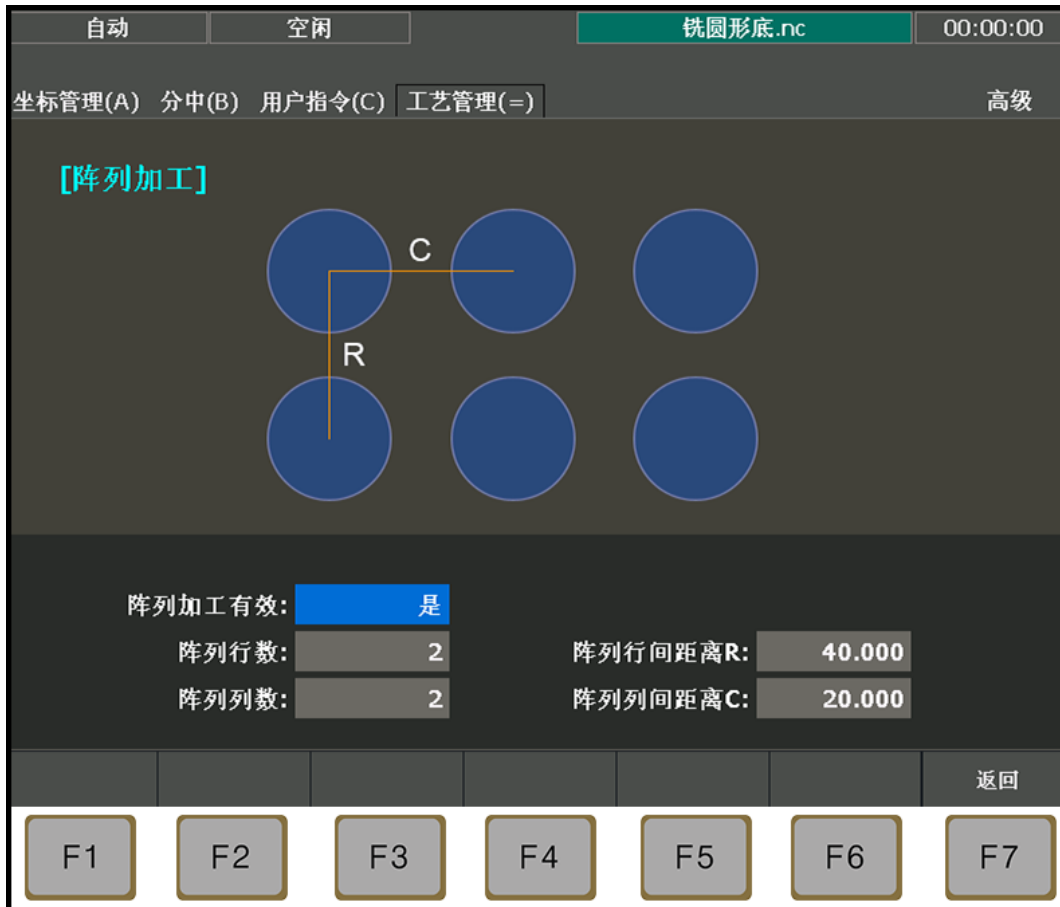 自动 空闲 铣圆形底.nc 00:00:00
坐标管理(A) 分中(B) 用户指令(C) 工艺管理(=) 高级
[阵列加工]
C
R
阵列加工有效: 是
阵列行数: 2 阵列行间距离R: 40.000
阵列列数: 2 阵列列间距离C: 20.000
返回
F1 F2 F3 F4 F5 F6 F7